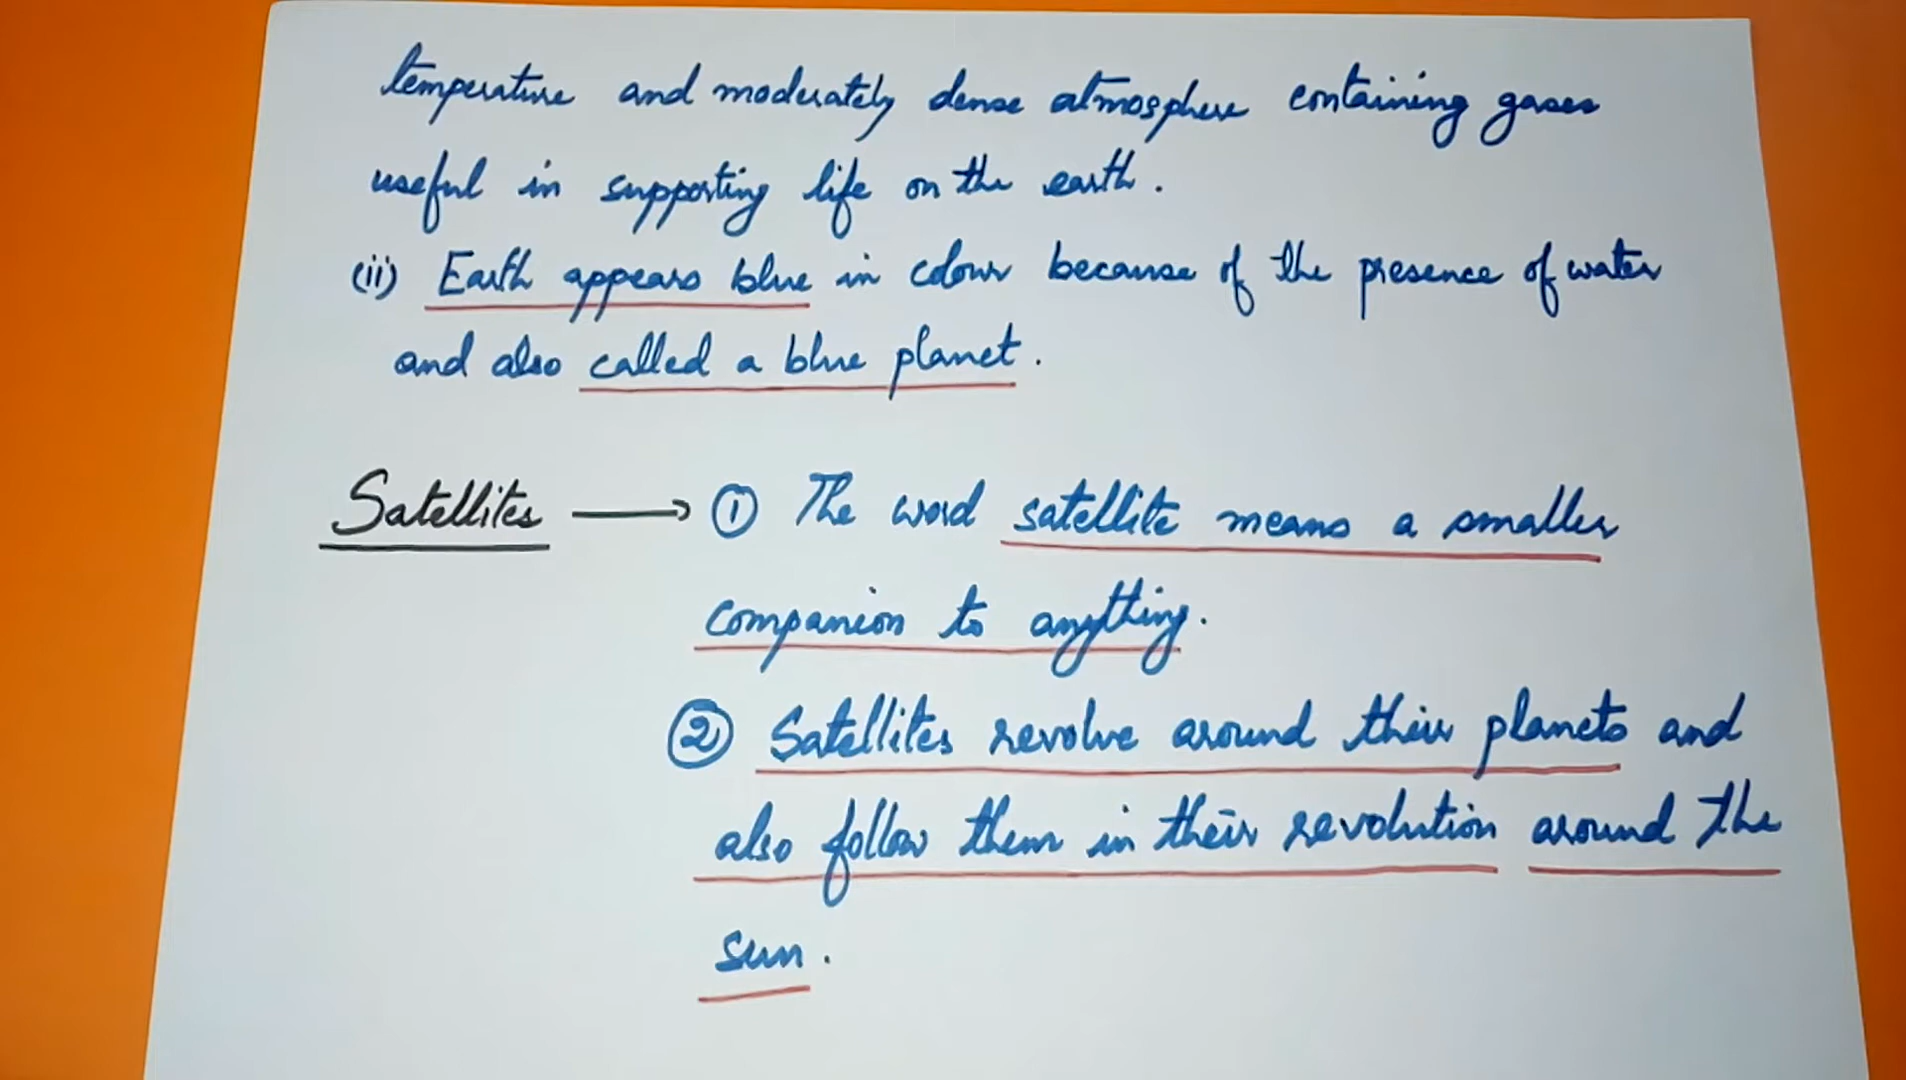 temperature and moderately dense atmosphere containing gases
useful in supporting life on the earth.
(ii) Earth appears blue in colour because of the presence of water
and also called a blue planet.
Satellites → ① The word satellite means a smaller
companion to anything.
② Satellites revolve around their planets and
also follow them in their revolution around the
sun.